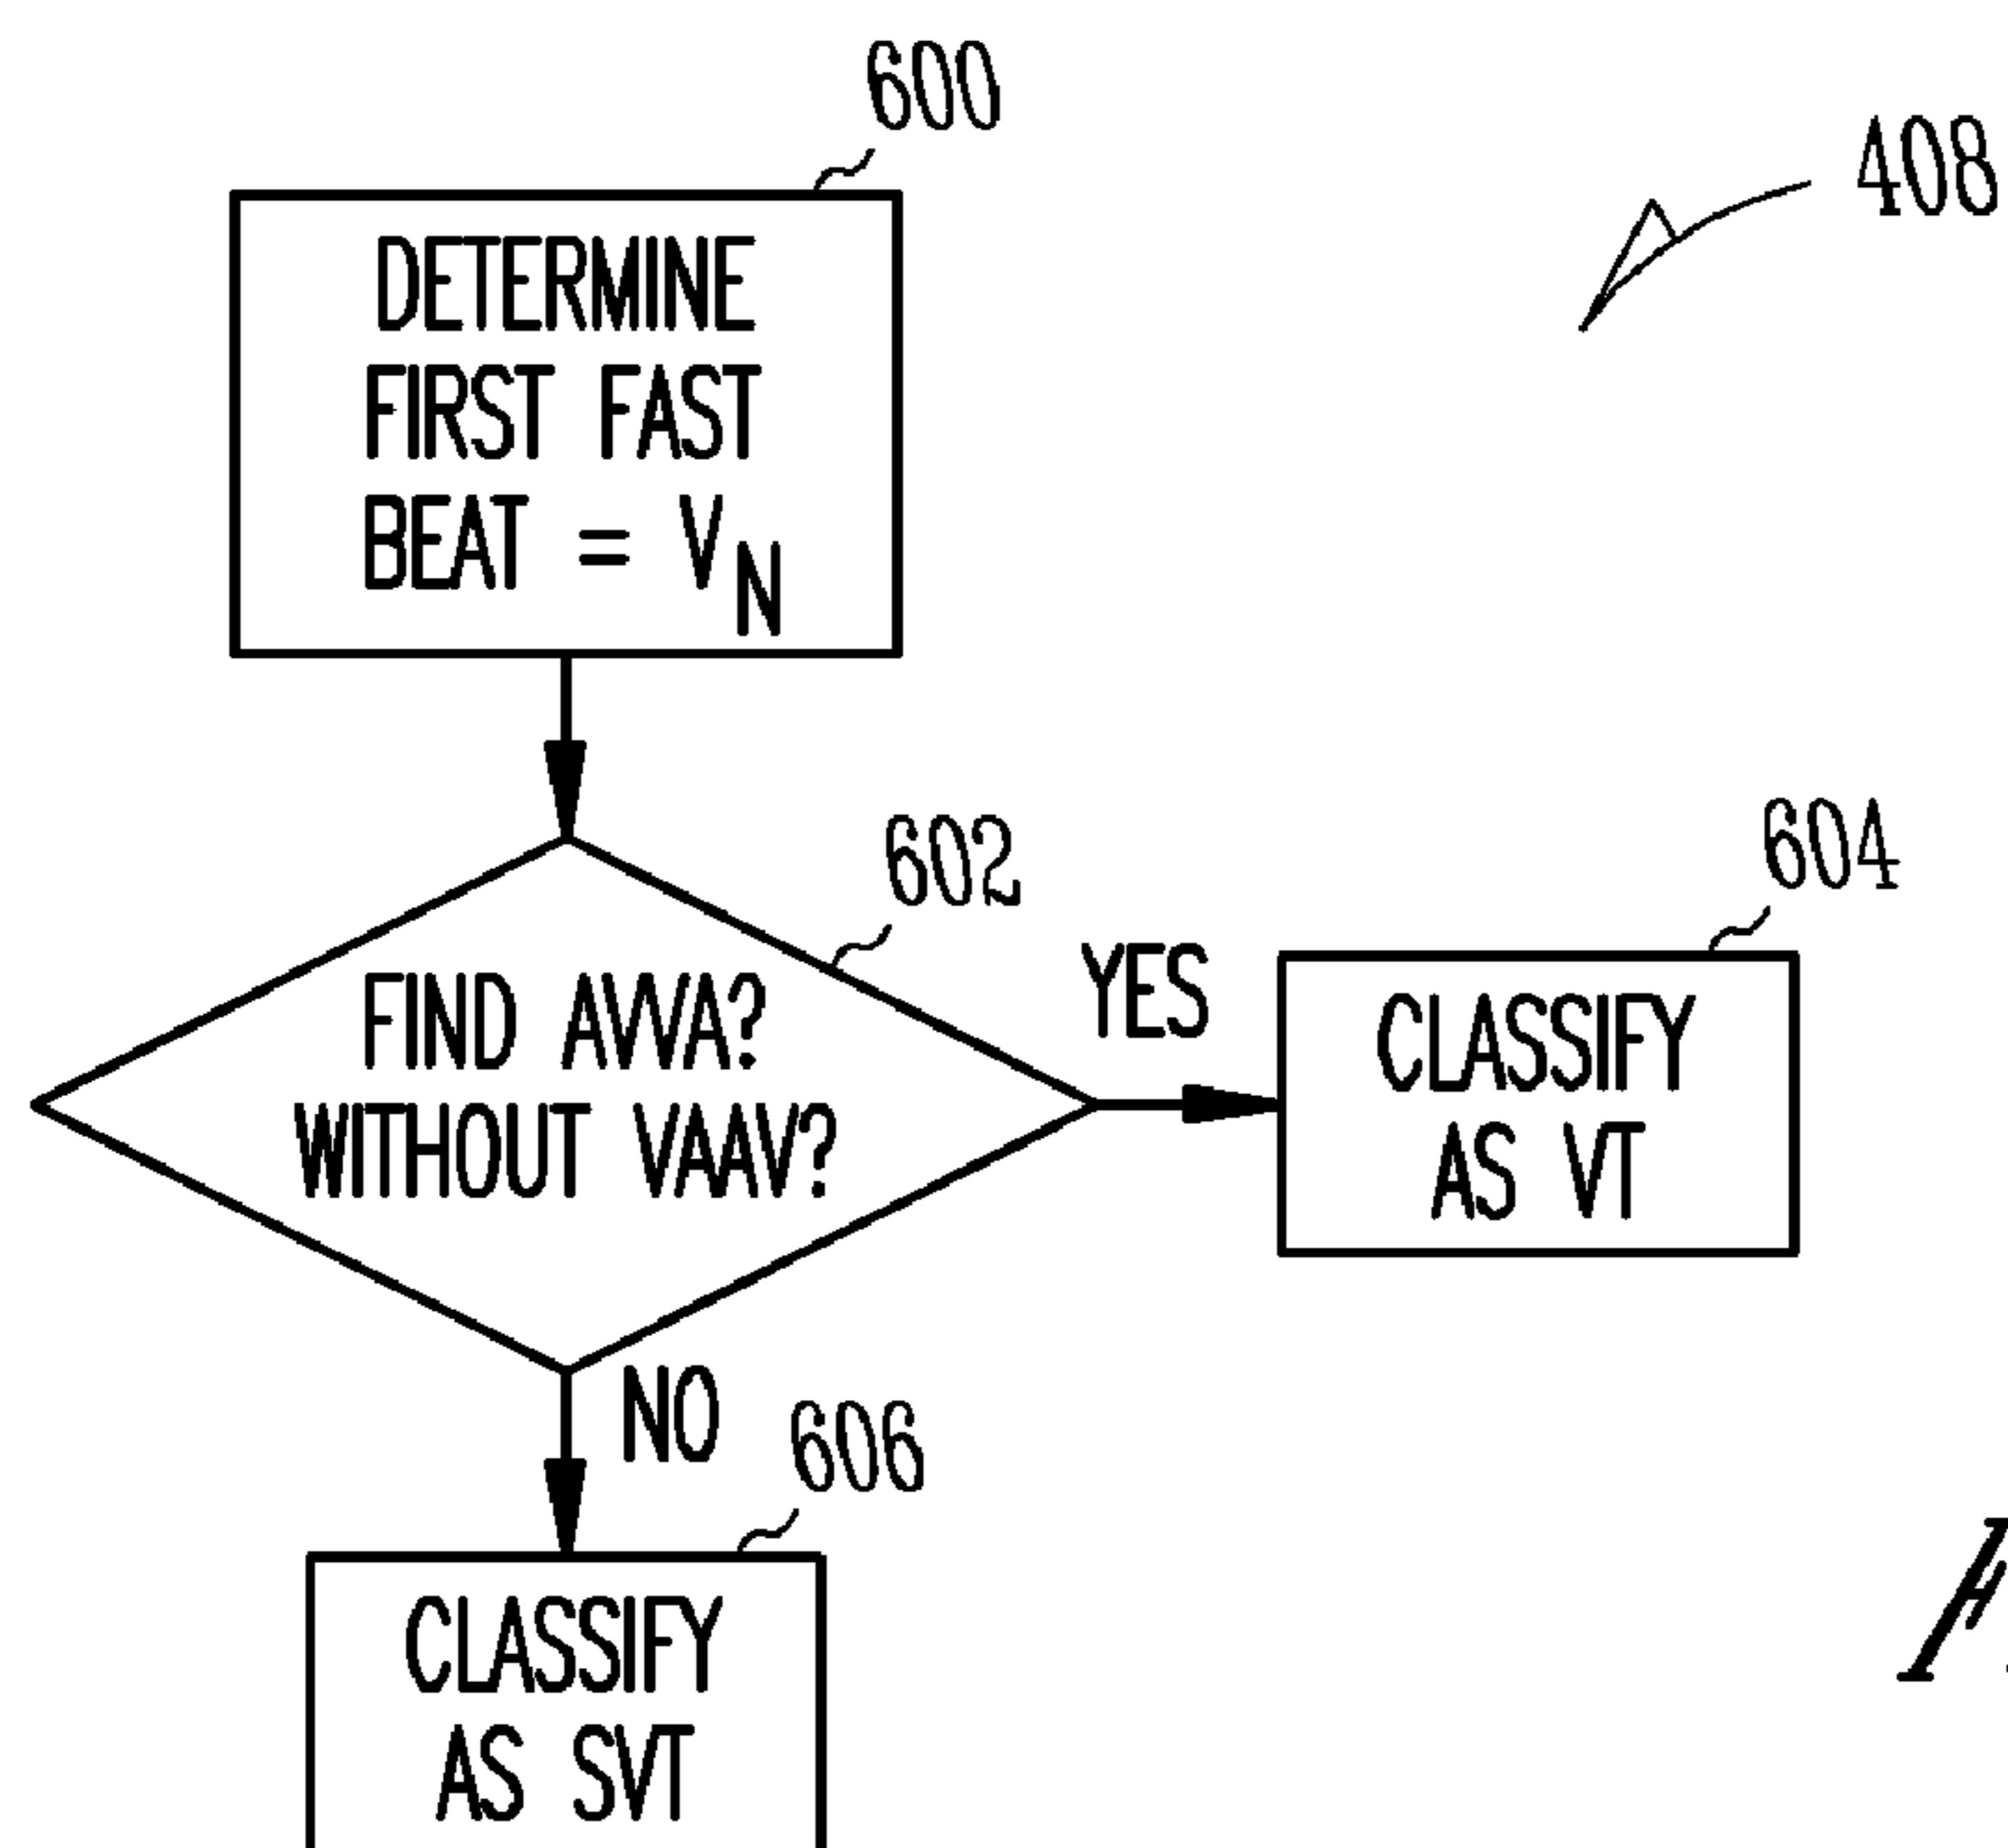 600
408
DETERMINE
FIRST FAST
BEAT = VN
602
604
FIND AVVA?
WITHOUT VAAV?
YES
CLASSIFY
AS VT
NO
606
CLASSIFY
AS SVT